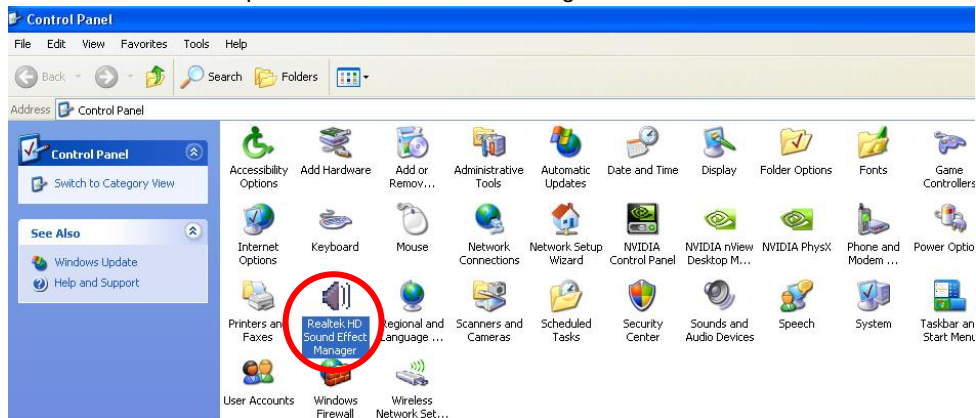 Control Panel
File Edit View Favorites Tools Help
Back Search Folders
Address Control Panel
Control Panel
Switch to Category View
See Also
Windows Update
Help and Support
Accessibility Options
Add Hardware
Add or Remov...
Administrative Tools
Automatic Updates
Date and Time
Display
Folder Options
Fonts
Game Controllers
Internet Options
Keyboard
Mouse
Network Connections
Network Setup Wizard
NVIDIA Control Panel
NVIDIA nView Desktop M...
NVIDIA PhysX
Phone and Modem ...
Power Optio
Printers and Faxes
Realtek HD Sound Effect Manager
Regional and Language ...
Scanners and Cameras
Scheduled Tasks
Security Center
Sounds and Audio Devices
Speech
System
Taskbar an
Start Menu
User Accounts
Windows Firewall
Wireless Network Set...